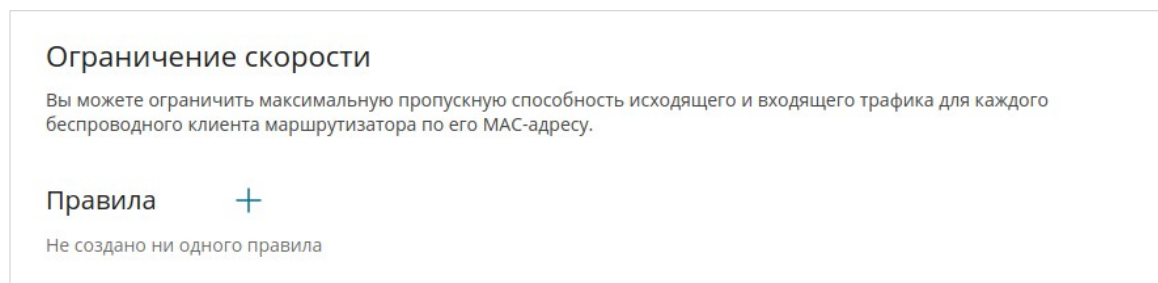 Ограничение скорости
Вы можете ограничить максимальную пропускную способность исходящего и входящего трафика для каждого
беспроводного клиента маршрутизатора по его MAC-адресу.
Правила
Не создано ни одного правила